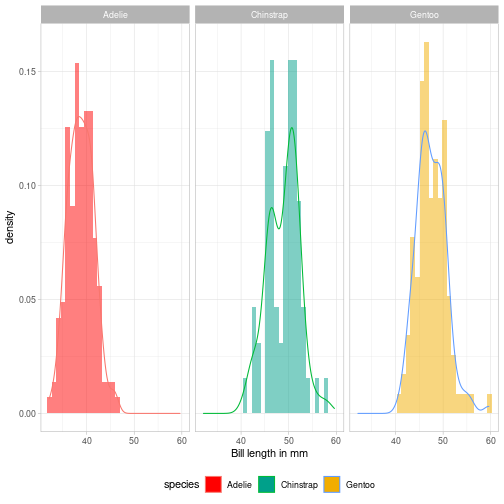 Adelie Chinstrap Gentoo
0.15
0.10
0.05
0.00
density
40 50 60 40 50 60 40 50 60
Bill length in mm
species Adelie Chinstrap Gentoo